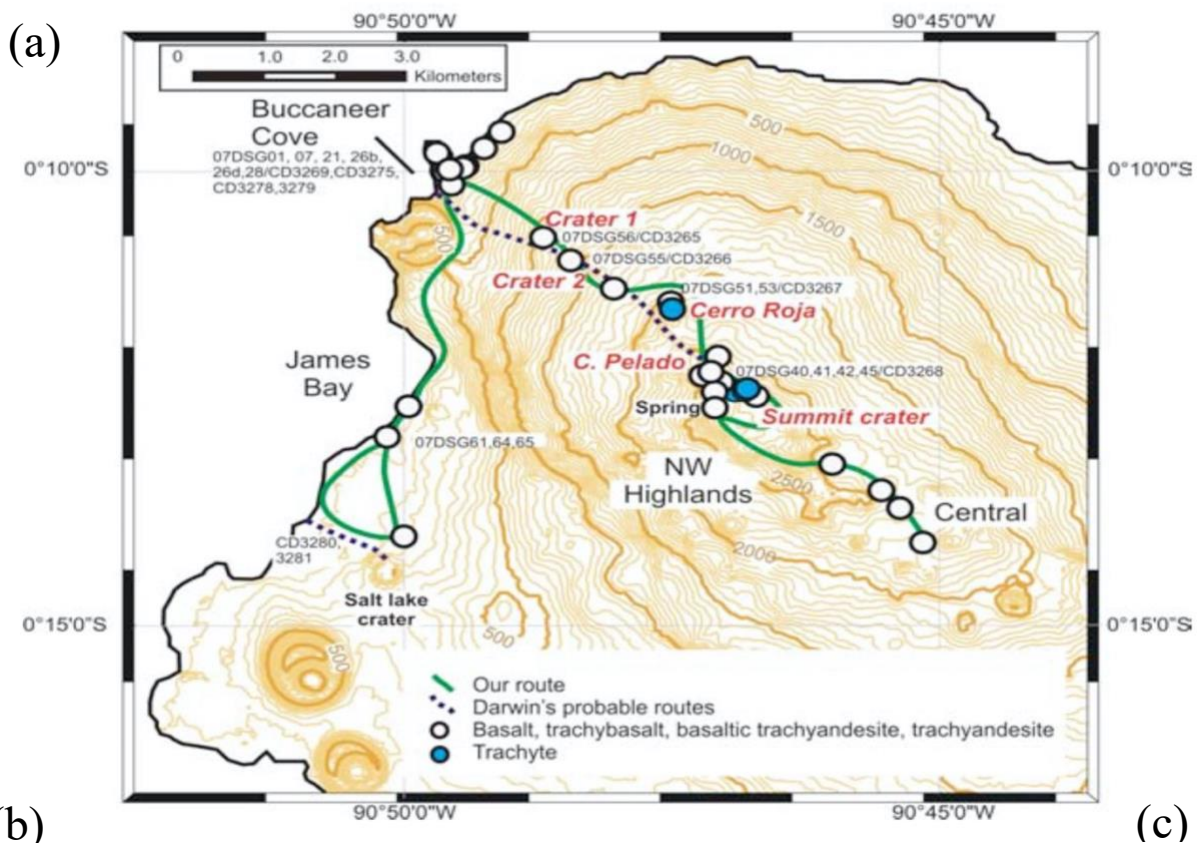 (a)
90°50'0"W
90°45'0"W
0 1.0 2.0 3.0
Kilometers
Buccaneer
Cove
07DSG01, 07, 21, 26b,
26d,28/CD3269,CD3275,
CD3278,3279
0°10'0"S
0°10'0"S
500
1000
1500
Crater 1
07DSG56/CD3265
500
07DSG55/CD3266
Crater 2
07DSG51,53/CD3267
Cerro Roja
James
Bay
C. Pelado
07DSG40,41,42,45/CD3268
Spring
Summit crater
07DSG61,64,65
NW
Highlands
2500
Central
CD3280,
3281
2000
Salt lake
crater
0°15'0"S
0°15'0"S
500
500
Our route
Darwin's probable routes
Basalt, trachybasalt, basaltic trachyandesite, trachyandesite
Trachyte
90°50'0"W
90°45'0"W
(b)
(c)